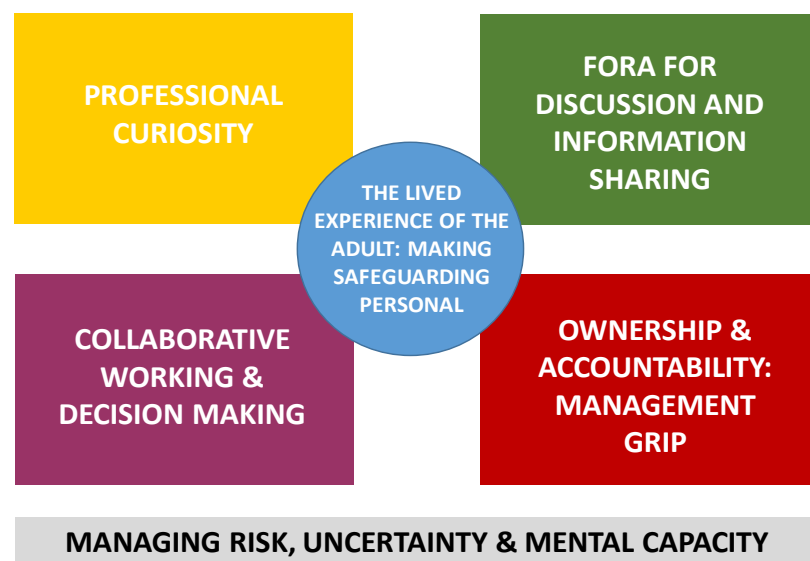 PROFESSIONAL
CURIOSITY
FORA FOR
DISCUSSION AND
INFORMATION
SHARING
THE LIVED
EXPERIENCE OF THE
ADULT: MAKING
SAFEGUARDING
PERSONAL
COLLABORATIVE
WORKING &
DECISION MAKING
OWNERSHIP &
ACCOUNTABILITY:
MANAGEMENT
GRIP
MANAGING RISK, UNCERTAINTY & MENTAL CAPACITY